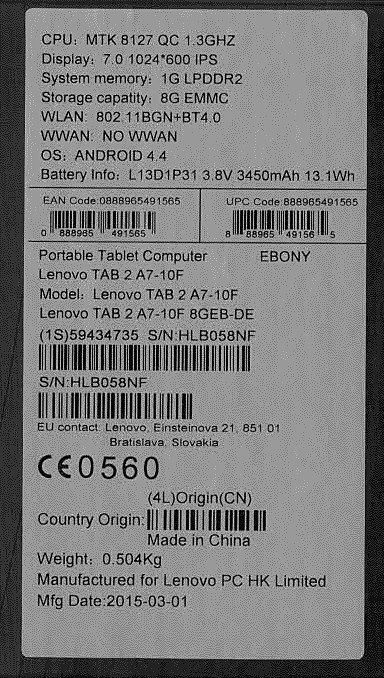 CPU: MTK 8127 QC 1.3GHZ
Display: 7.0 1024*600 IPS
System memory: 1G LPDDR2
Storage capatity: 8G EMMC
WLAN: 802.11BGN+BT4.0
WWAN: NO WWAN
OS: ANDROID 4.4
Battery Info: L13D1P31 3.8V 3450mAh 13.1Wh
EAN Code:0888965491565
0 888965 491565
UPC Code:888965491565
8 88965 49156 5
Portable Tablet Computer EBONY
Lenovo TAB 2 A7-10F
Model: Lenovo TAB 2 A7-10F
Lenovo TAB 2 A7-10F 8GEB-DE
(1S)59434735 S/N:HLB058NF
S/N:HLB058NF
EU contact: Lenovo, Einsteinova 21, 851 01
Bratislava, Slovakia
CE0560
(4L)Origin(CN)
Country Origin:
Made in China
Weight: 0.504Kg
Manufactured for Lenovo PC HK Limited
Mfg Date:2015-03-01